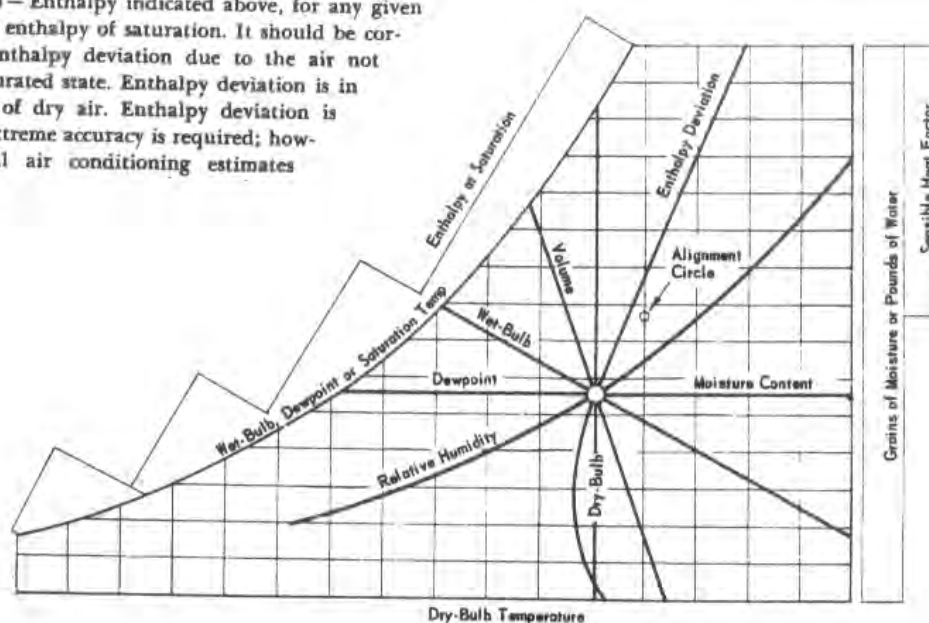 — Enthalpy indicated above, for any given
enthalpy of saturation. It should be cor-
nthalpy deviation due to the air not
urated state. Enthalpy deviation is in
of dry air. Enthalpy deviation is
treme accuracy is required; how-
l air conditioning estimates
Enthalpy or Saturation
Enthalpy Deviation
Volume
Alignment
Circle
Wet-Bulb, Dewpoint or Saturation Temp
Wet-Bulb
Dewpoint
Moisture Content
Relative Humidity
Dry-Bulb
Grains of Moisture or Pounds of Water
Sensible Heat Factor
Dry-Bulb Temperature